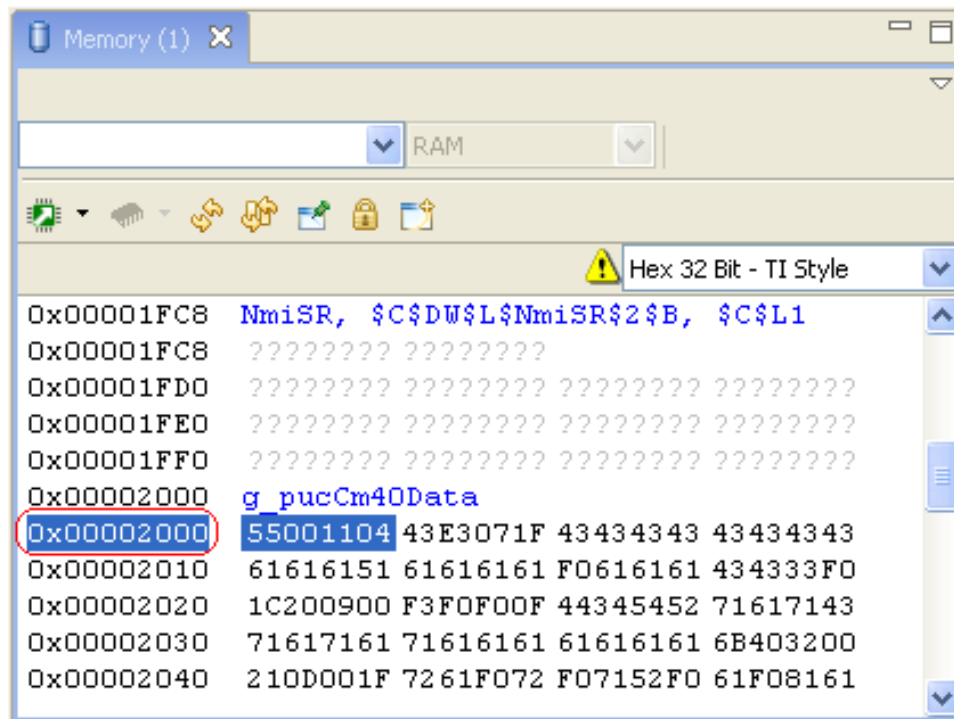 Memory (1)
RAM
Hex 32 Bit - TI Style
0x00001FC8 NmiSR, $C$DW$L$NmiSR$2$B, $C$L1
0x00001FC8 ???????? ????????
0x00001FD0 ???????? ???????? ???????? ????????
0x00001FE0 ???????? ???????? ???????? ????????
0x00001FF0 ???????? ???????? ???????? ????????
0x00002000 g_pucCm40Data
0x00002000 55001104 43E3071F 43434343 43434343
0x00002010 61616151 61616161 F0616161 434333F0
0x00002020 1C200900 F3F0F00F 44345452 71617143
0x00002030 71617161 71616161 61616161 6B403200
0x00002040 210D001F 7261F072 F07152F0 61F08161